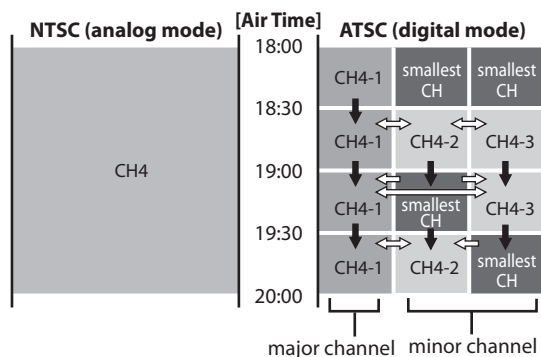 NTSC (analog mode) [Air Time] ATSC (digital mode)
18:00
CH4-1 smallest CH smallest CH
18:30
CH4-1 CH4-2 CH4-3
CH4
19:00
CH4-1 smallest CH CH4-3
19:30
CH4-1 CH4-2 smallest CH
20:00
major channel minor channel